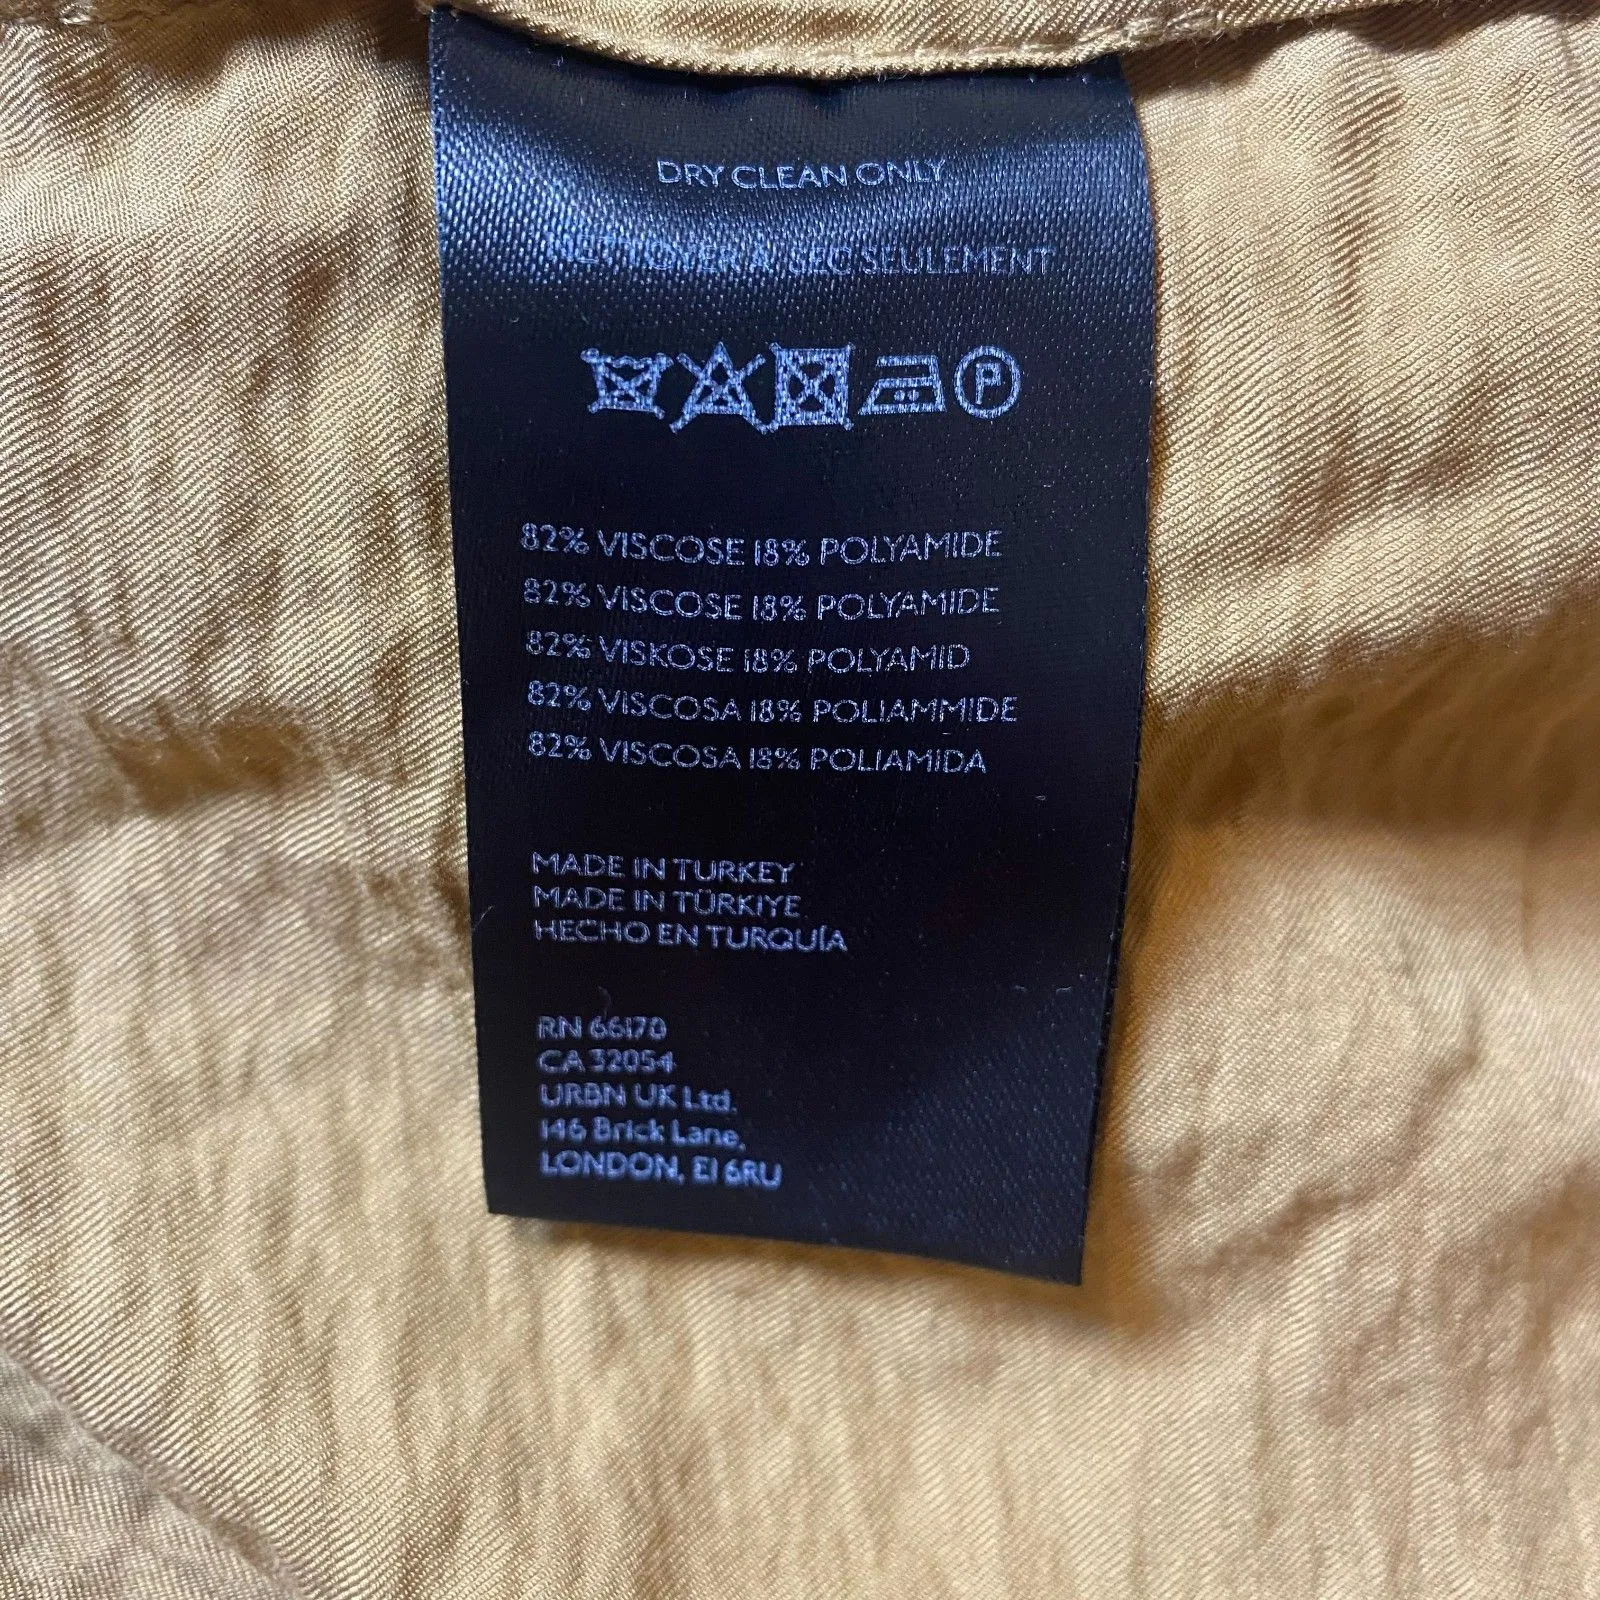 DRY CLEAN ONLY
NETTOYER A SEC SEULEMENT
P
82% VISCOSE 18% POLYAMIDE
82% VISCOSE 18% POLYAMIDE
82% VISKOSE 18% POLYAMID
82% VISCOSA 18% POLIAMMIDE
82% VISCOSA 18% POLIAMIDA
MADE IN TURKEY
MADE IN TÜRKIYE
HECHO EN TURQUÍA
RN 66170
CA 32054
URBN UK Ltd.
146 Brick Lane,
LONDON, E1 6RU